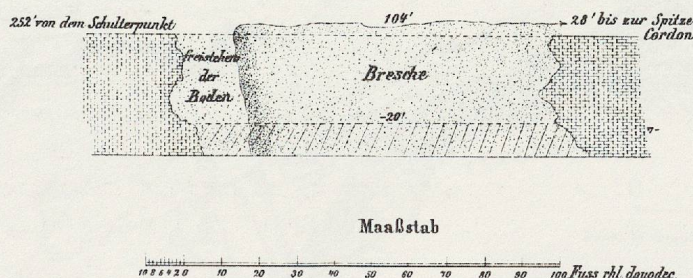 252' von dem Schulterpunkt
104'
28' bis zur Spitze
Cordon
freistehen
der
Boden
Bresche
-20'
7-
Maaßstab
10 8 6 4 2 0 10 20 30 40 50 60 70 80 90 100 Fuss rhl. duodec